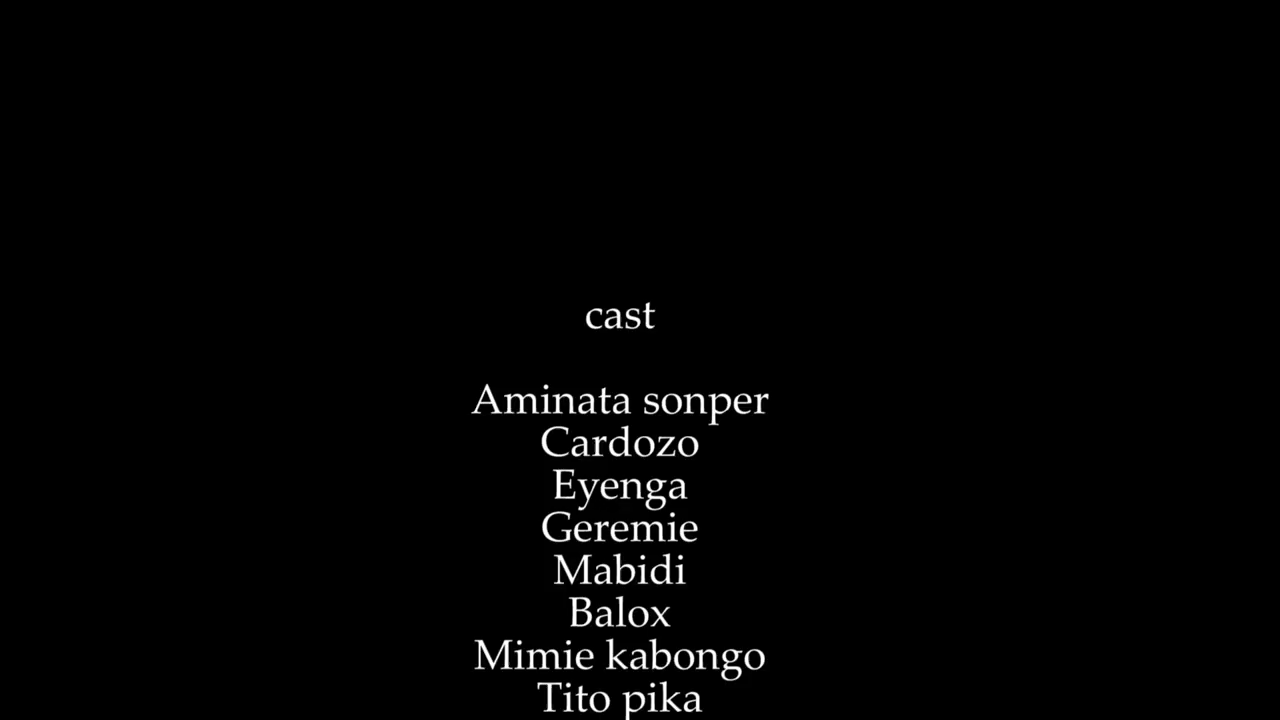 cast
Aminata sonper
Cardozo
Eyenga
Geremie
Mabidi
Balox
Mimie kabongo
Tito pika